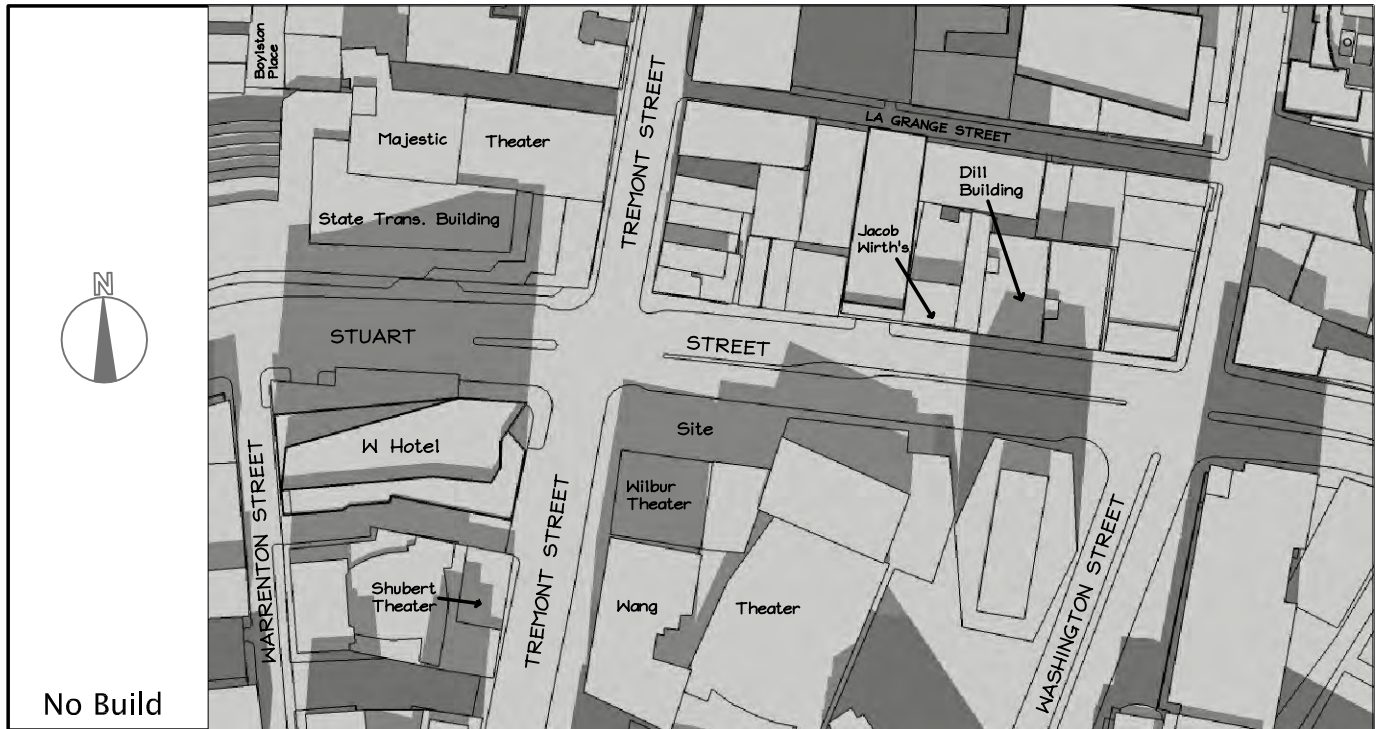 N
No Build
Boylston
Place
Majestic
Theater
State Trans. Building
TREMONT STREET
LA GRANGE STREET
Dill
Building
Jacob
Wirth's
STUART
STREET
W Hotel
Site
Wilbur
Theater
WARRENTON STREET
Shubert
Theater
TREMONT STREET
Wang
Theater
WASHINGTON STREET